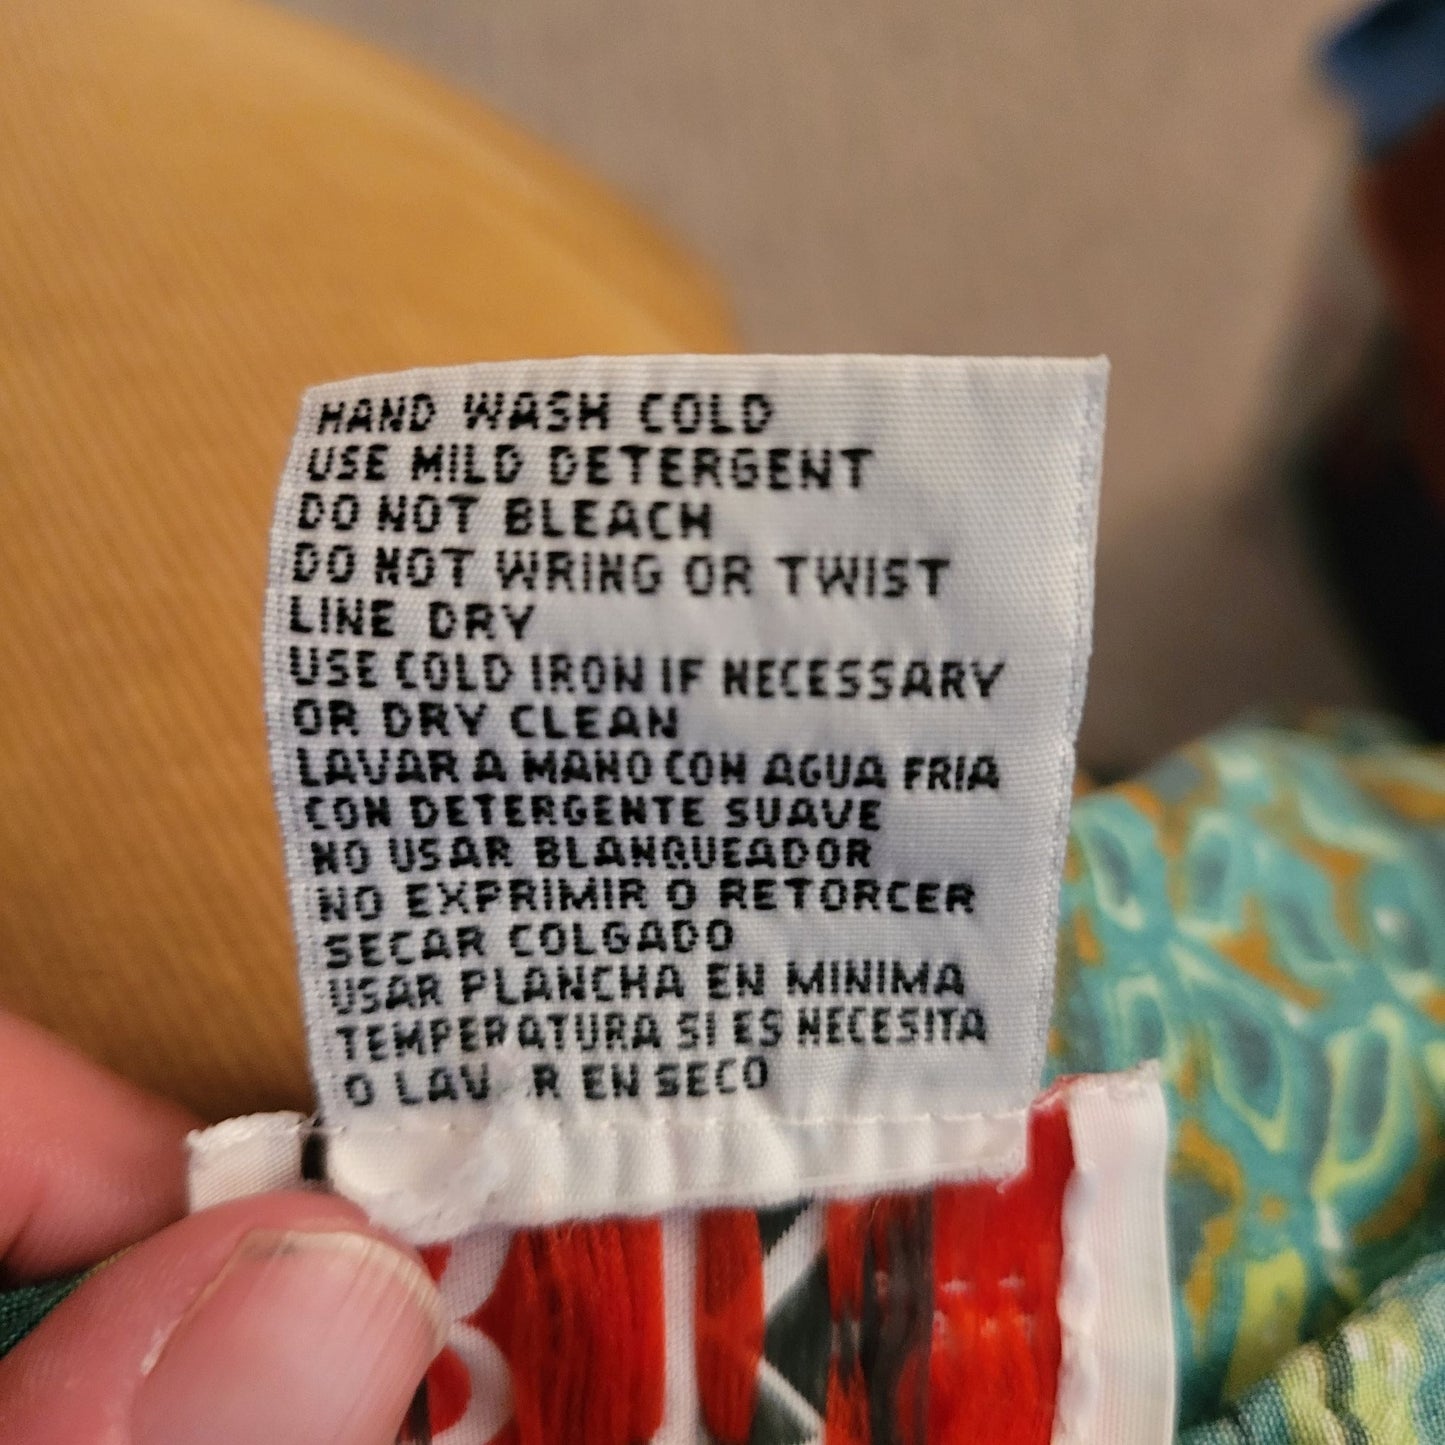 HAND WASH COLD
USE MILD DETERGENT
DO NOT BLEACH
DO NOT WRING OR TWIST
LINE DRY
USE COLD IRON IF NECESSARY
OR DRY CLEAN
LAVAR A MANO CON AGUA FRIA
CON DETERGENTE SUAVE
NO USAR BLANQUEADOR
NO EXPRIMIR O RETORCER
SECAR COLGADO
USAR PLANCHA EN MINIMA
TEMPERATURA SI ES NECESITA
O LAV R EN SECO